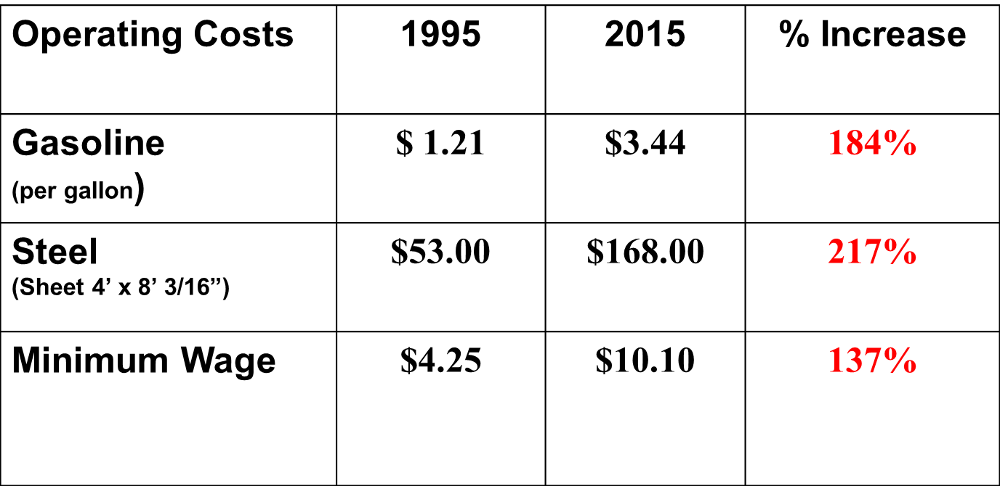 Operating Costs 1995 2015 % Increase
Gasoline $ 1.21 $3.44 184%
(per gallon)
Steel $53.00 $168.00 217%
(Sheet 4’ x 8’ 3/16”)
Minimum Wage $4.25 $10.10 137%